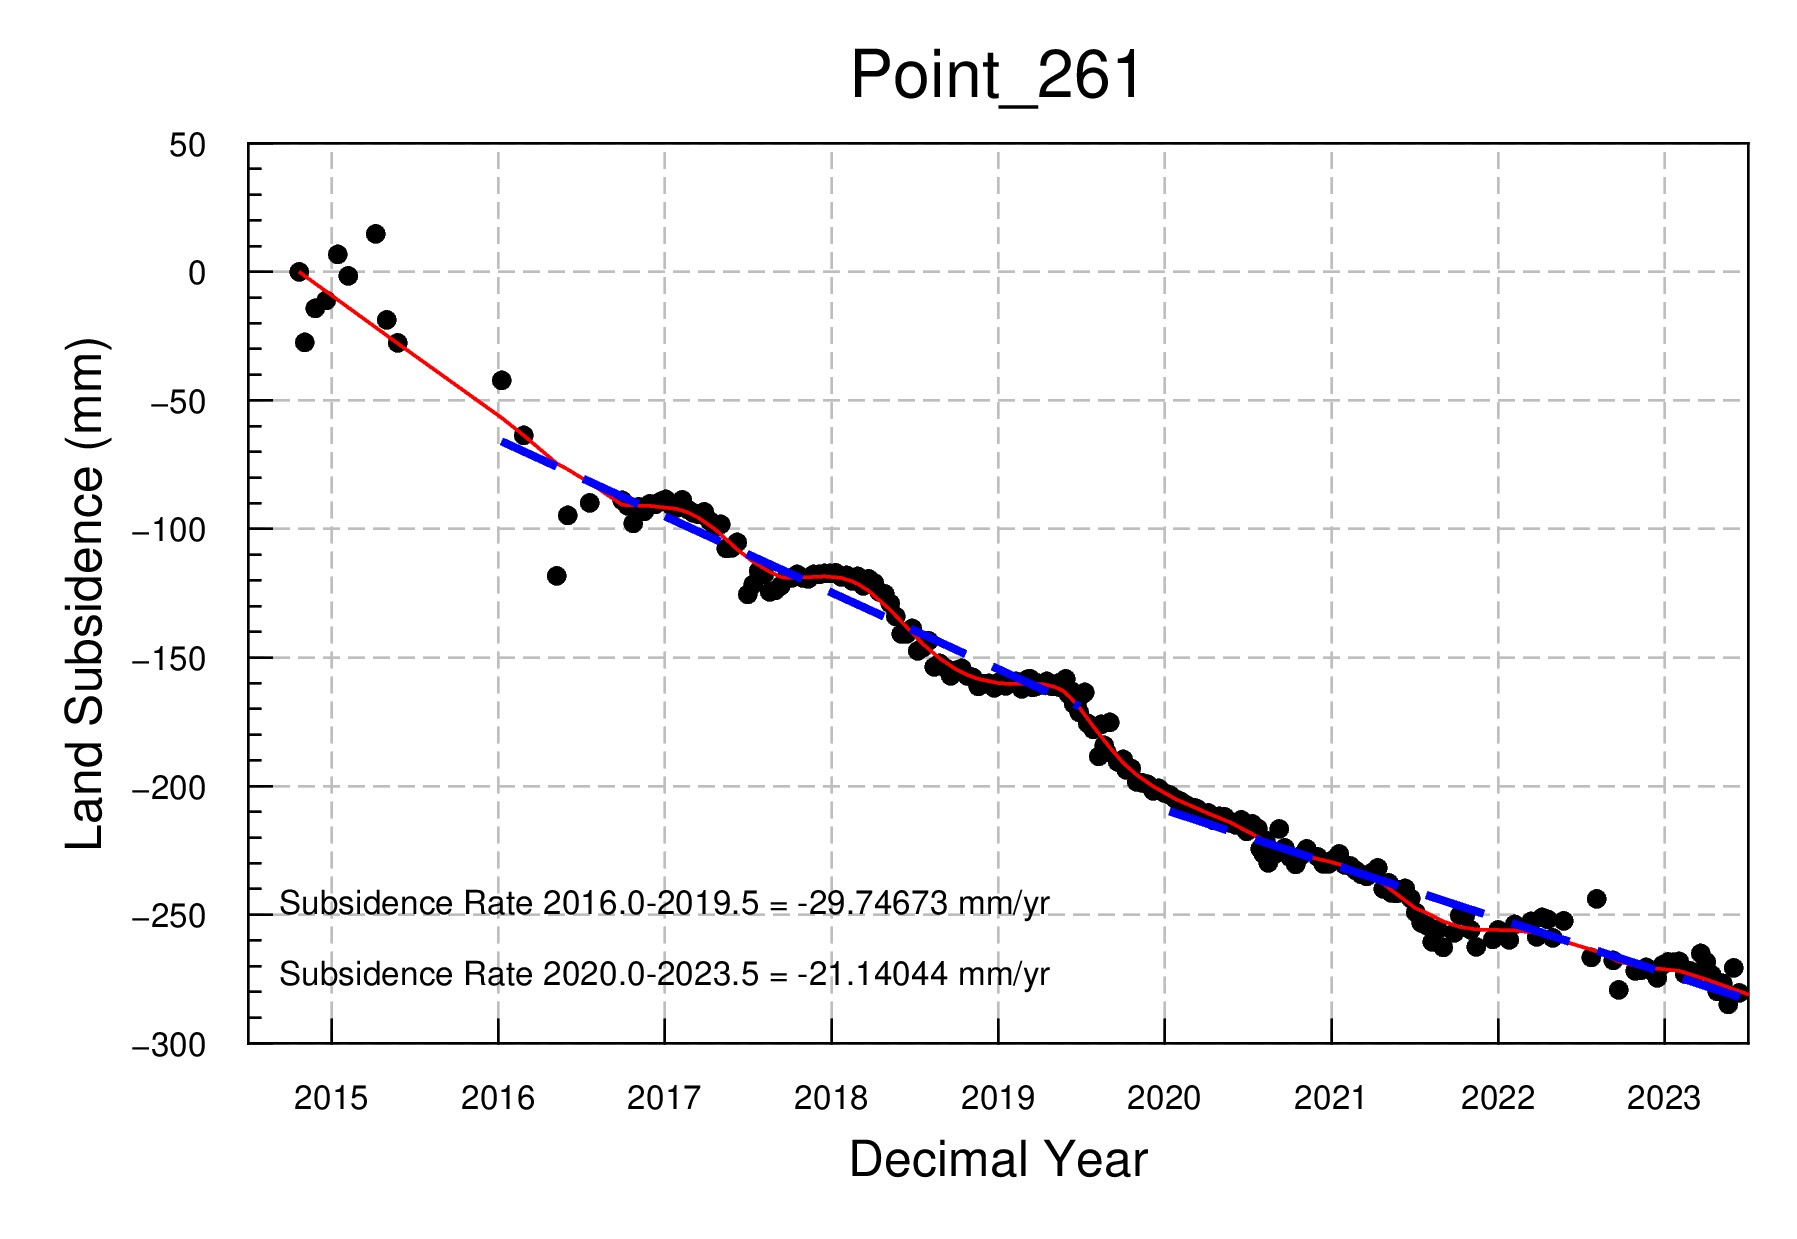 Point_261
50
0
−50
−100
−150
−200
−250
−300
Land Subsidence (mm)
Subsidence Rate 2016.0-2019.5 = -29.74673 mm/yr
Subsidence Rate 2020.0-2023.5 = -21.14044 mm/yr
2015 2016 2017 2018 2019 2020 2021 2022 2023
Decimal Year